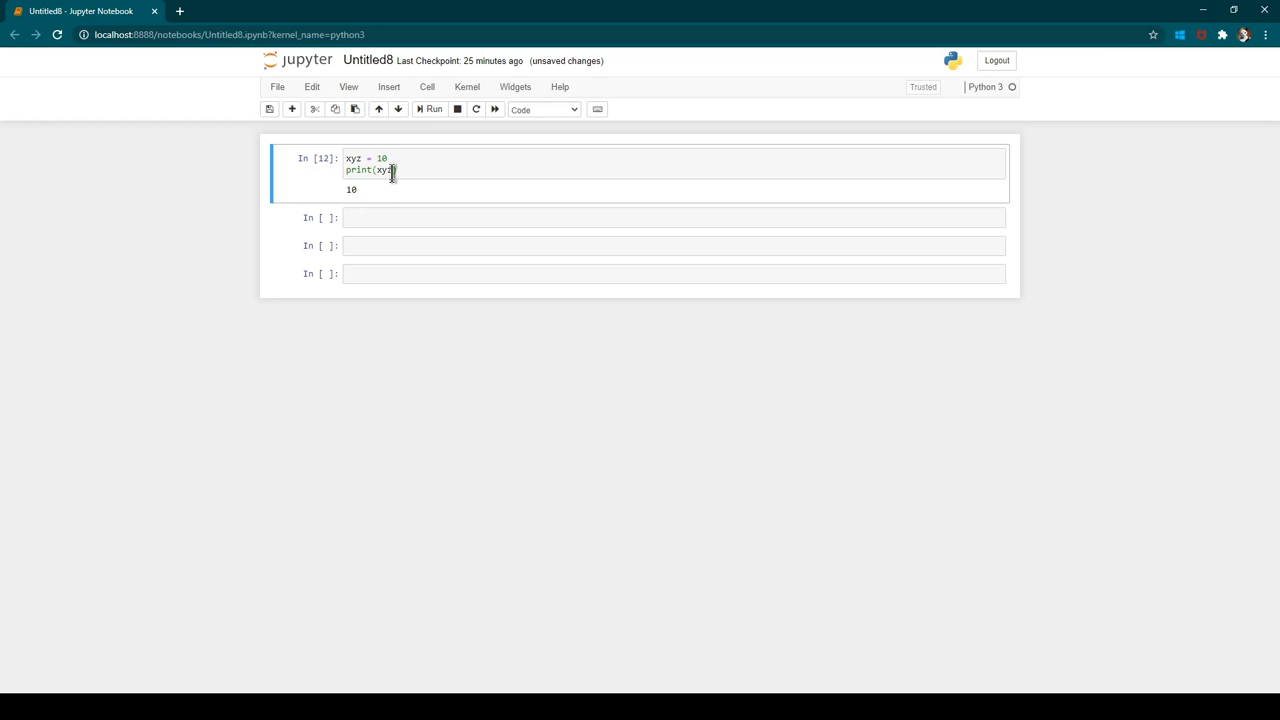 Untitled8 - Jupyter Notebook
localhost:8888/notebooks/Untitled8.ipynb?kernel_name=python3
jupyter Untitled8 Last Checkpoint: 25 minutes ago (unsaved changes) Logout
File Edit View Insert Cell Kernel Widgets Help Trusted Python 3
Run Code
In [12]: xyz = 10
print(xyz)
10
In [ ]:
In [ ]:
In [ ]: